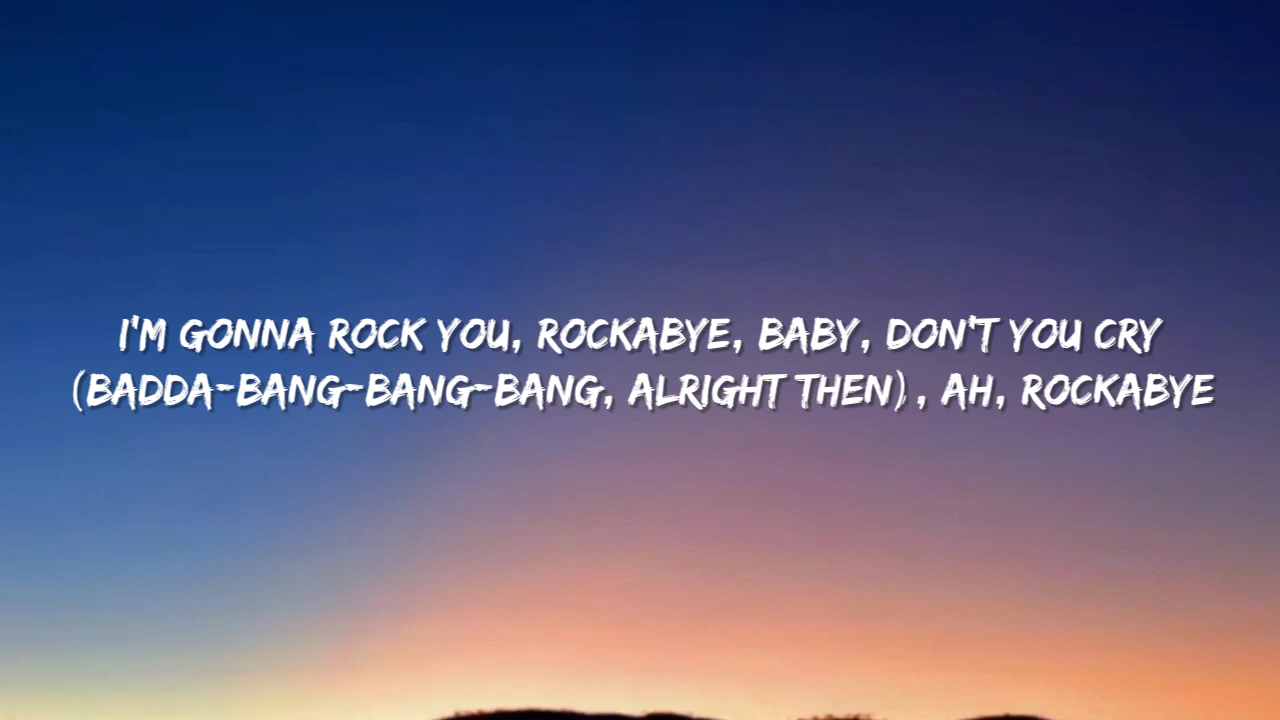 I'M GONNA ROCK YOU, ROCKABYE, BABY, DON'T YOU CRY
(BADDA-BANG-BANG-BANG, ALRIGHT THEN), AH, ROCKABYE